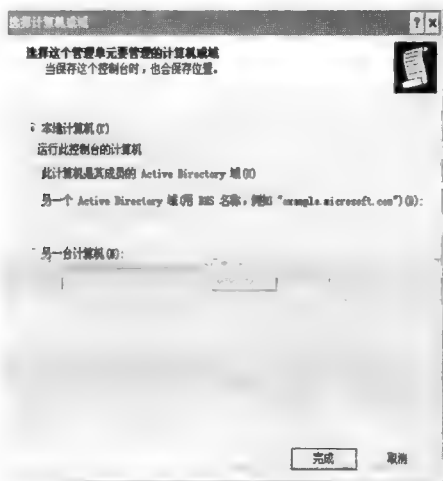 选择计算机或域
选择这个管理单元要管理的计算机或域
当保存这个控制台时,也会保存位置。
本地计算机(T)
运行此控制台的计算机
此计算机是其成员的 Active Directory 域(O)
另一个 Active Directory 域(用 DNS 名称,例如 "example.microsoft.com")(D):
另一台计算机(N):
完成
取消